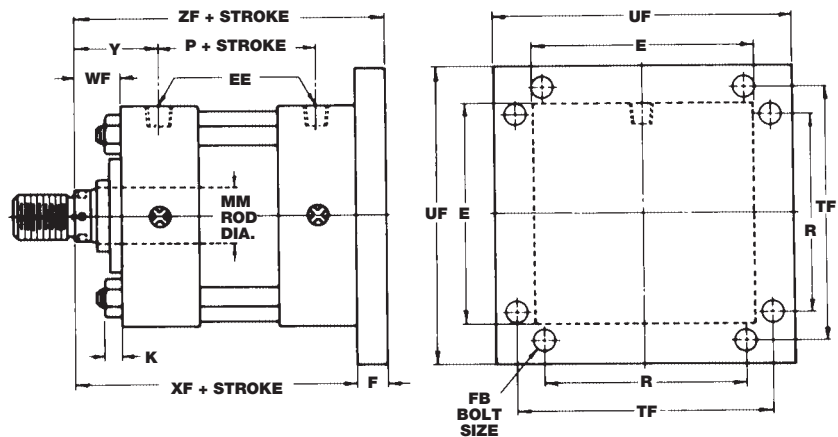 ZF + STROKE
UF
Y
P + STROKE
E
WF
EE
MM
ROD
DIA.
UF
E
R
TF
K
XF + STROKE
F
R
FB
BOLT
SIZE
TF